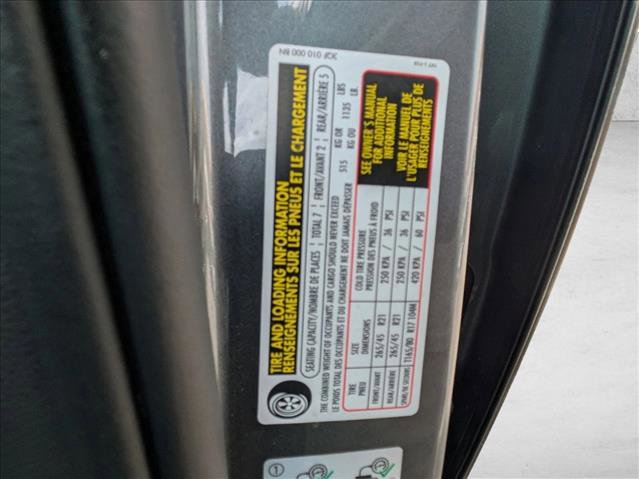 3QF 010 000 BN
TIRE AND LOADING INFORMATION
RENSEIGNEMENTS SUR LES PNEUS ET LE CHARGEMENT
SEATING CAPACITY/NOMBRE DE PLACES TOTAL 7 FRONT/AVANT 2 REAR/ARRIÈRE 5
THE COMBINED WEIGHT OF OCCUPANTS AND CARGO SHOULD NEVER EXCEED 515 KG OR 1135 LBS
LE POIDS TOTAL DES OCCUPANTS ET DU CHARGEMENT NE DOIT JAMAIS DÉPASSER KG OU LB.
TIRE SIZE COLD TIRE PRESSURE
PNEU DIMENSIONS PRESSION DES PNEUS À FROID
FRONT/AVANT 265/45 R21 250 KPA / 36 PSI
REAR/ARRIÈRE 265/45 R21 250 KPA / 36 PSI
SPARE/DE SECOURS T165/80 R17 104M 420 KPA / 60 PSI
SEE OWNER'S MANUAL
FOR ADDITIONAL
INFORMATION
VOIR LE MANUEL DE
L'USAGER POUR PLUS DE
RENSEIGNEMENTS
1